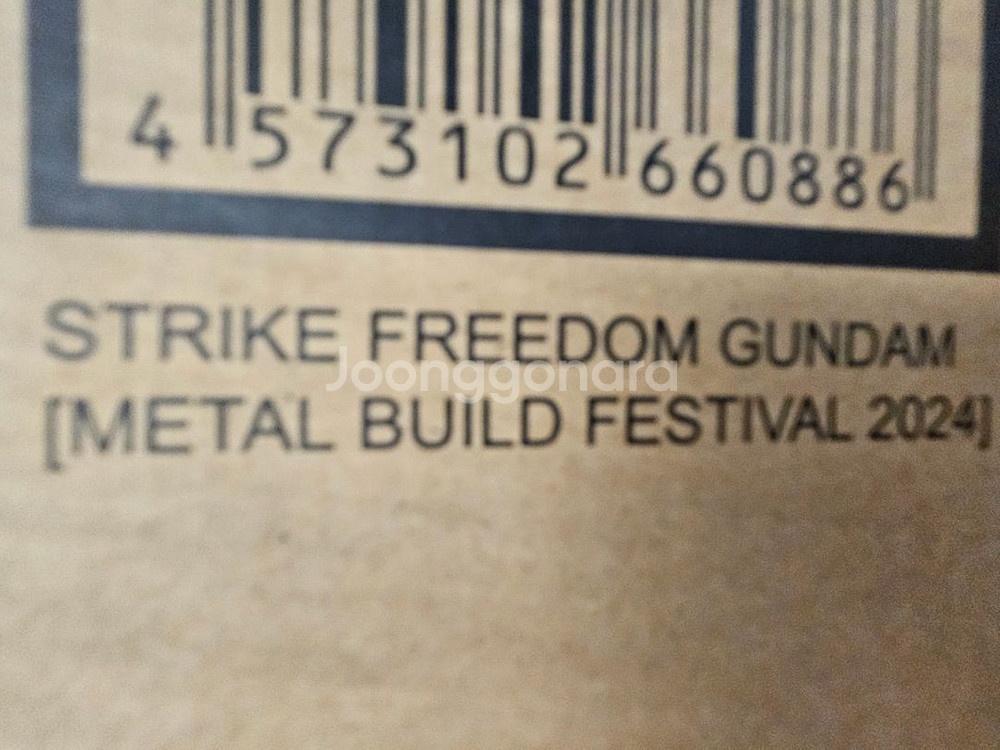 4 573102 660886
STRIKE FREEDOM GUNDAM
Joonggonara
[METAL BUILD FESTIVAL 2024]